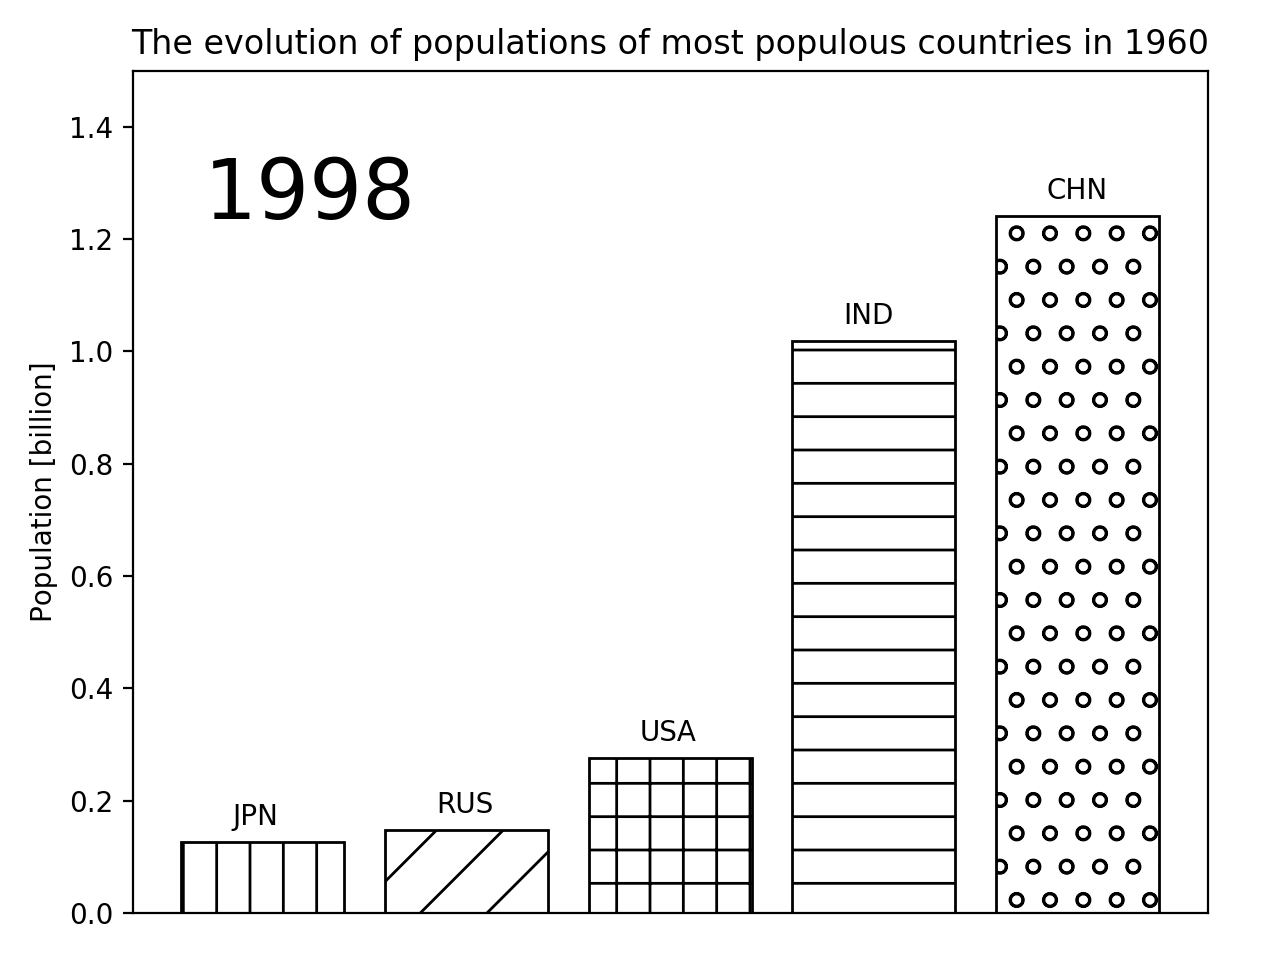 The evolution of populations of most populous countries in 1960
1998
Population [billion]
1.4
1.2
1.0
0.8
0.6
0.4
0.2
0.0
JPN
RUS
USA
IND
CHN